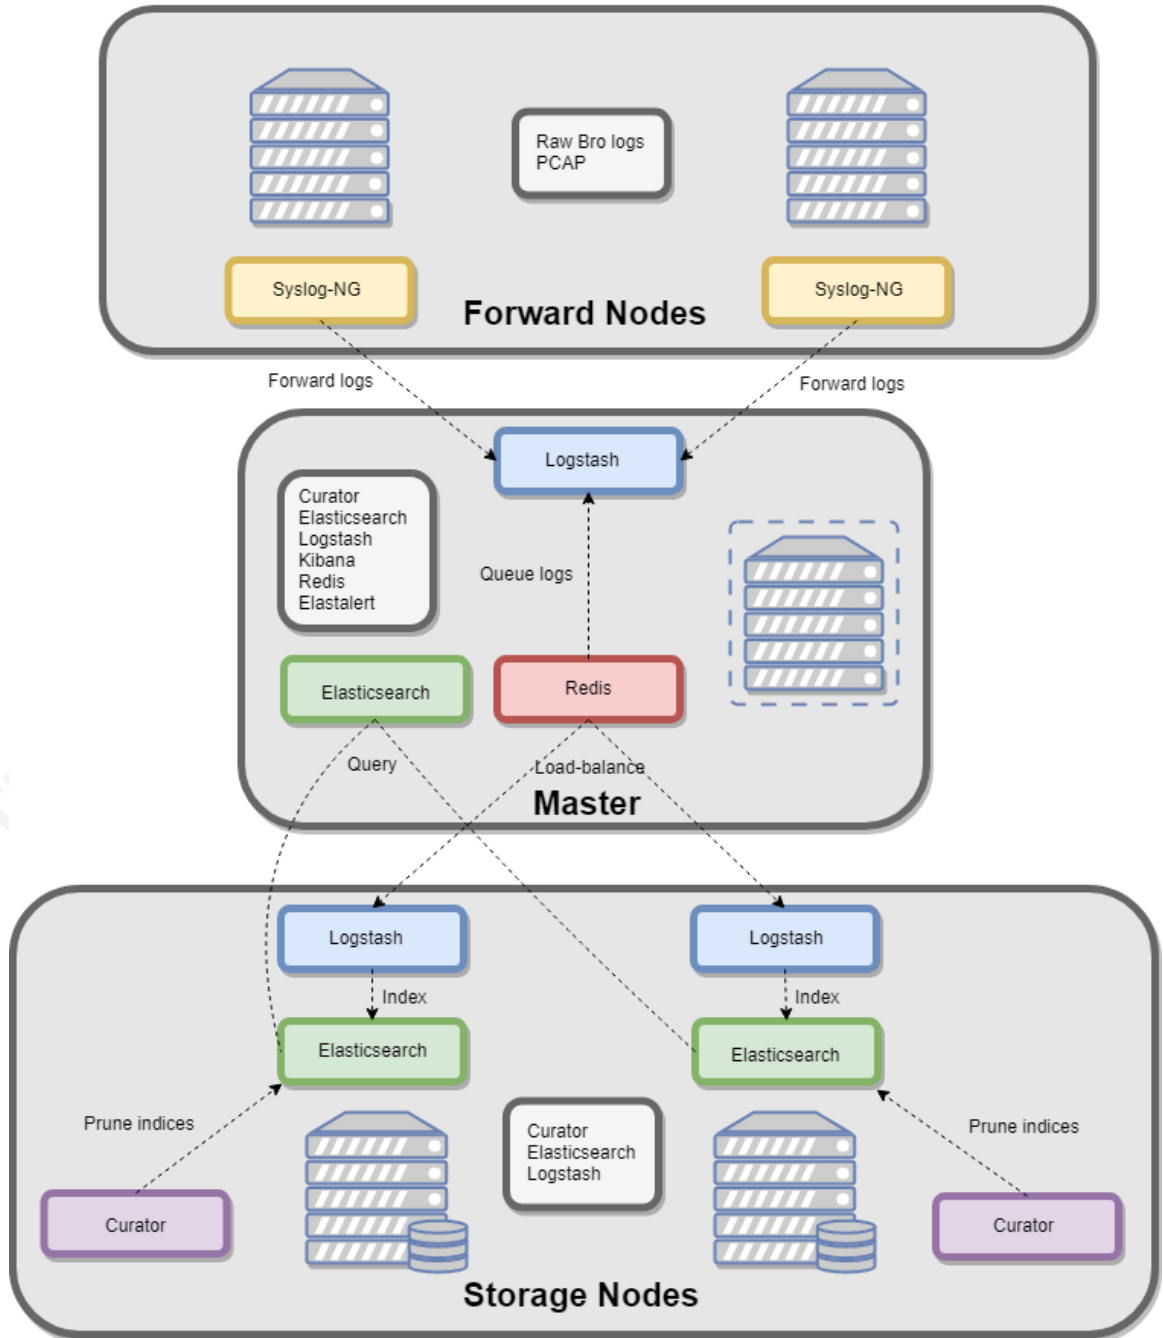 Raw Bro logs
PCAP
Syslog-NG
Syslog-NG
Forward Nodes
Forward logs
Forward logs
Logstash
Curator
Elasticsearch
Logstash
Kibana
Redis
Elastalert
Queue logs
Elasticsearch
Redis
Query
Load-balance
Master
Logstash
Logstash
Index
Index
Elasticsearch
Elasticsearch
Prune indices
Prune indices
Curator
Elasticsearch
Logstash
Curator
Curator
Storage Nodes